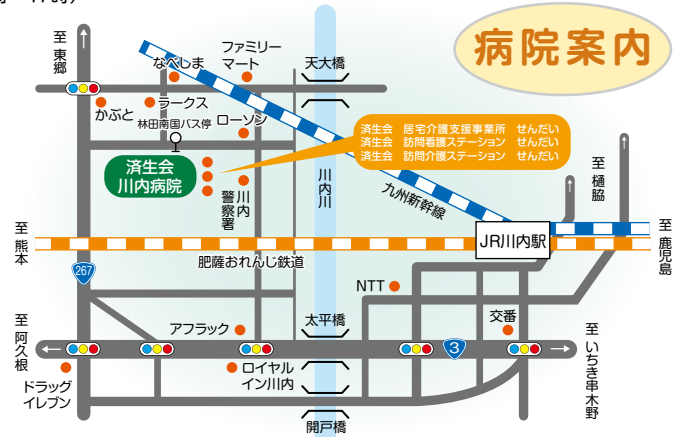 病院案内
至東郷
なべしま
ファミリー
マート
天大橋
かぶと
ラークス
林田南国バス停
ローソン
済生会　居宅介護支援事業所　せんだい
済生会　訪問看護ステーション　せんだい
済生会　訪問介護ステーション　せんだい
済生会
川内病院
川内
警察署
川内川
九州新幹線
至樋脇
至熊本
JR川内駅
至鹿児島
肥薩おれんじ鉄道
267
NTT
至阿久根
アフラック
太平橋
交番
3
至いちき串木野
ドラッグ
イレブン
ロイヤル
イン川内
開戸橋